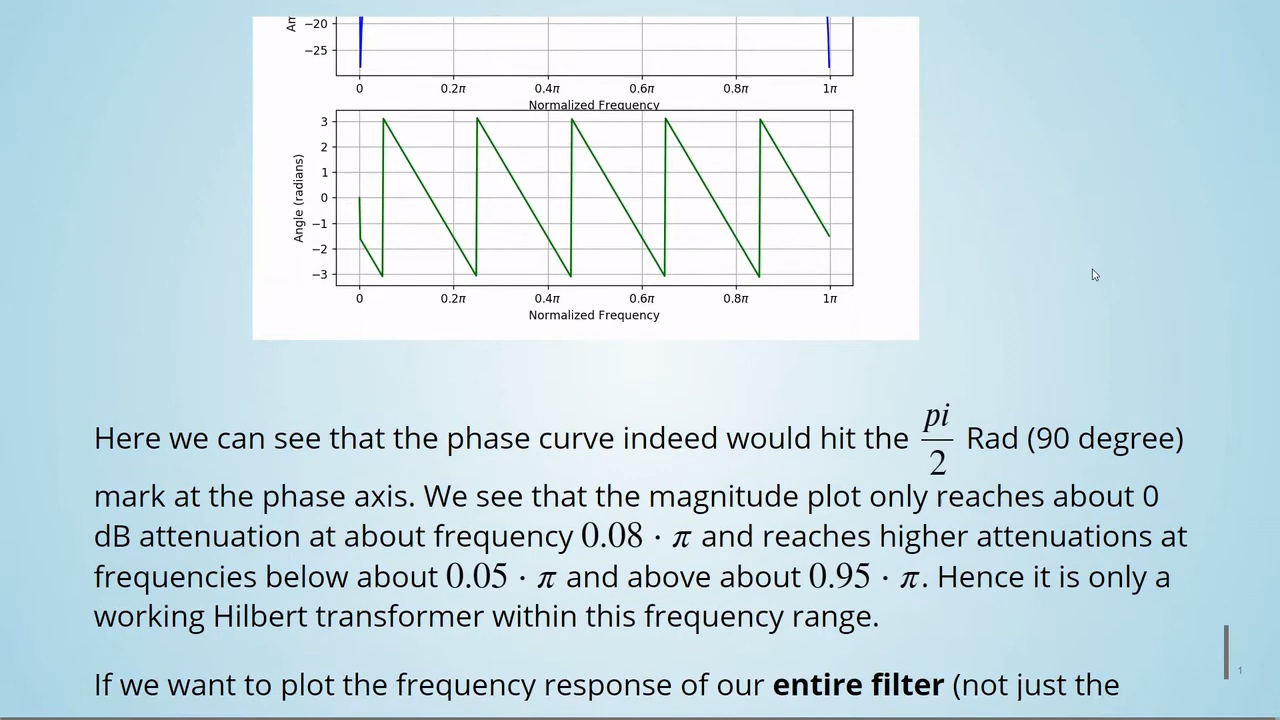 An
−20
−25
0 0.2π 0.4π 0.6π 0.8π 1π
Normalized Frequency
3
2
1
0
−1
−2
−3
Angle (radians)
0 0.2π 0.4π 0.6π 0.8π 1π
Normalized Frequency
Here we can see that the phase curve indeed would hit the pi/2 Rad (90 degree)
mark at the phase axis. We see that the magnitude plot only reaches about 0
dB attenuation at about frequency 0.08 · π and reaches higher attenuations at
frequencies below about 0.05 · π and above about 0.95 · π. Hence it is only a
working Hilbert transformer within this frequency range.
If we want to plot the frequency response of our entire filter (not just the
1